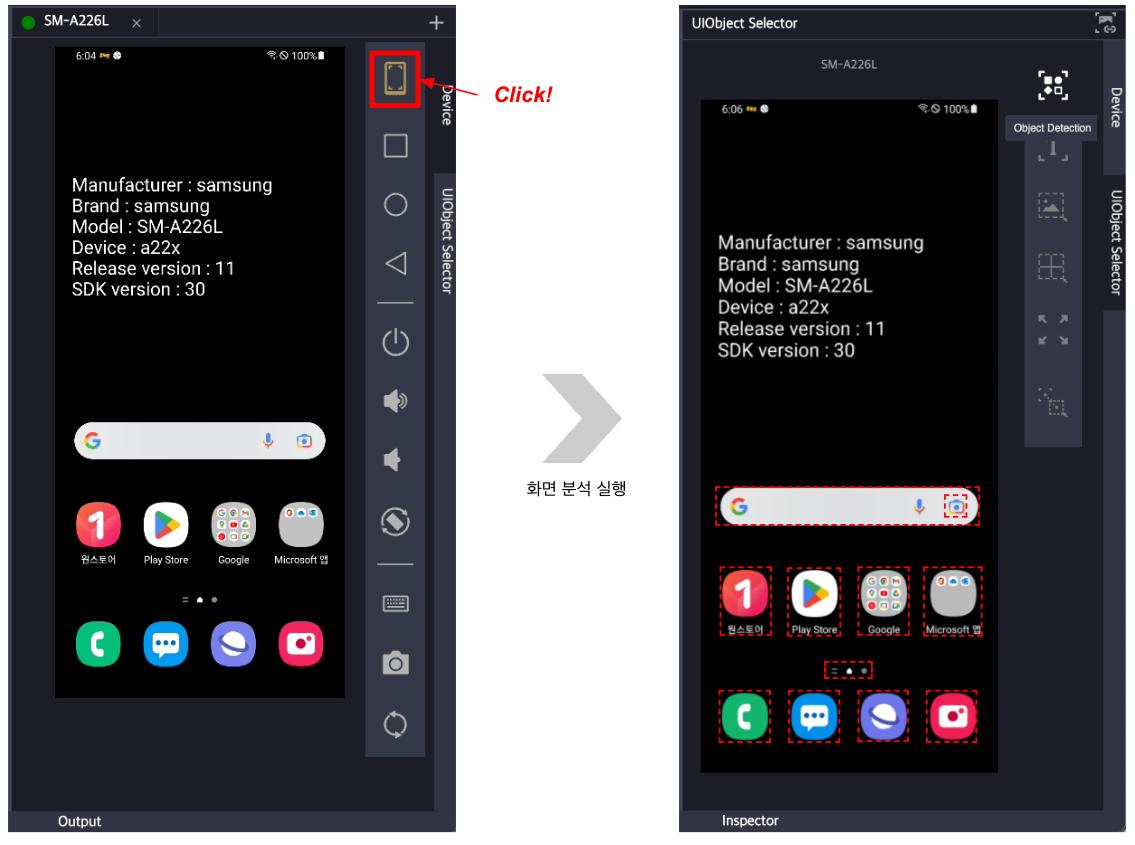 SM-A226L
6:04
100%
Click!
Device
UIObject Selector
Manufacturer : samsung
Brand : samsung
Model : SM-A226L
Device : a22x
Release version : 11
SDK version : 30
원스토어
Play Store
Google
Microsoft 앱
Output
화면 분석 실행
UIObject Selector
SM-A226L
6:06
100%
Object Detection
Device
UIObject Selector
Manufacturer : samsung
Brand : samsung
Model : SM-A226L
Device : a22x
Release version : 11
SDK version : 30
원스토어
Play Store
Google
Microsoft 앱
Inspector